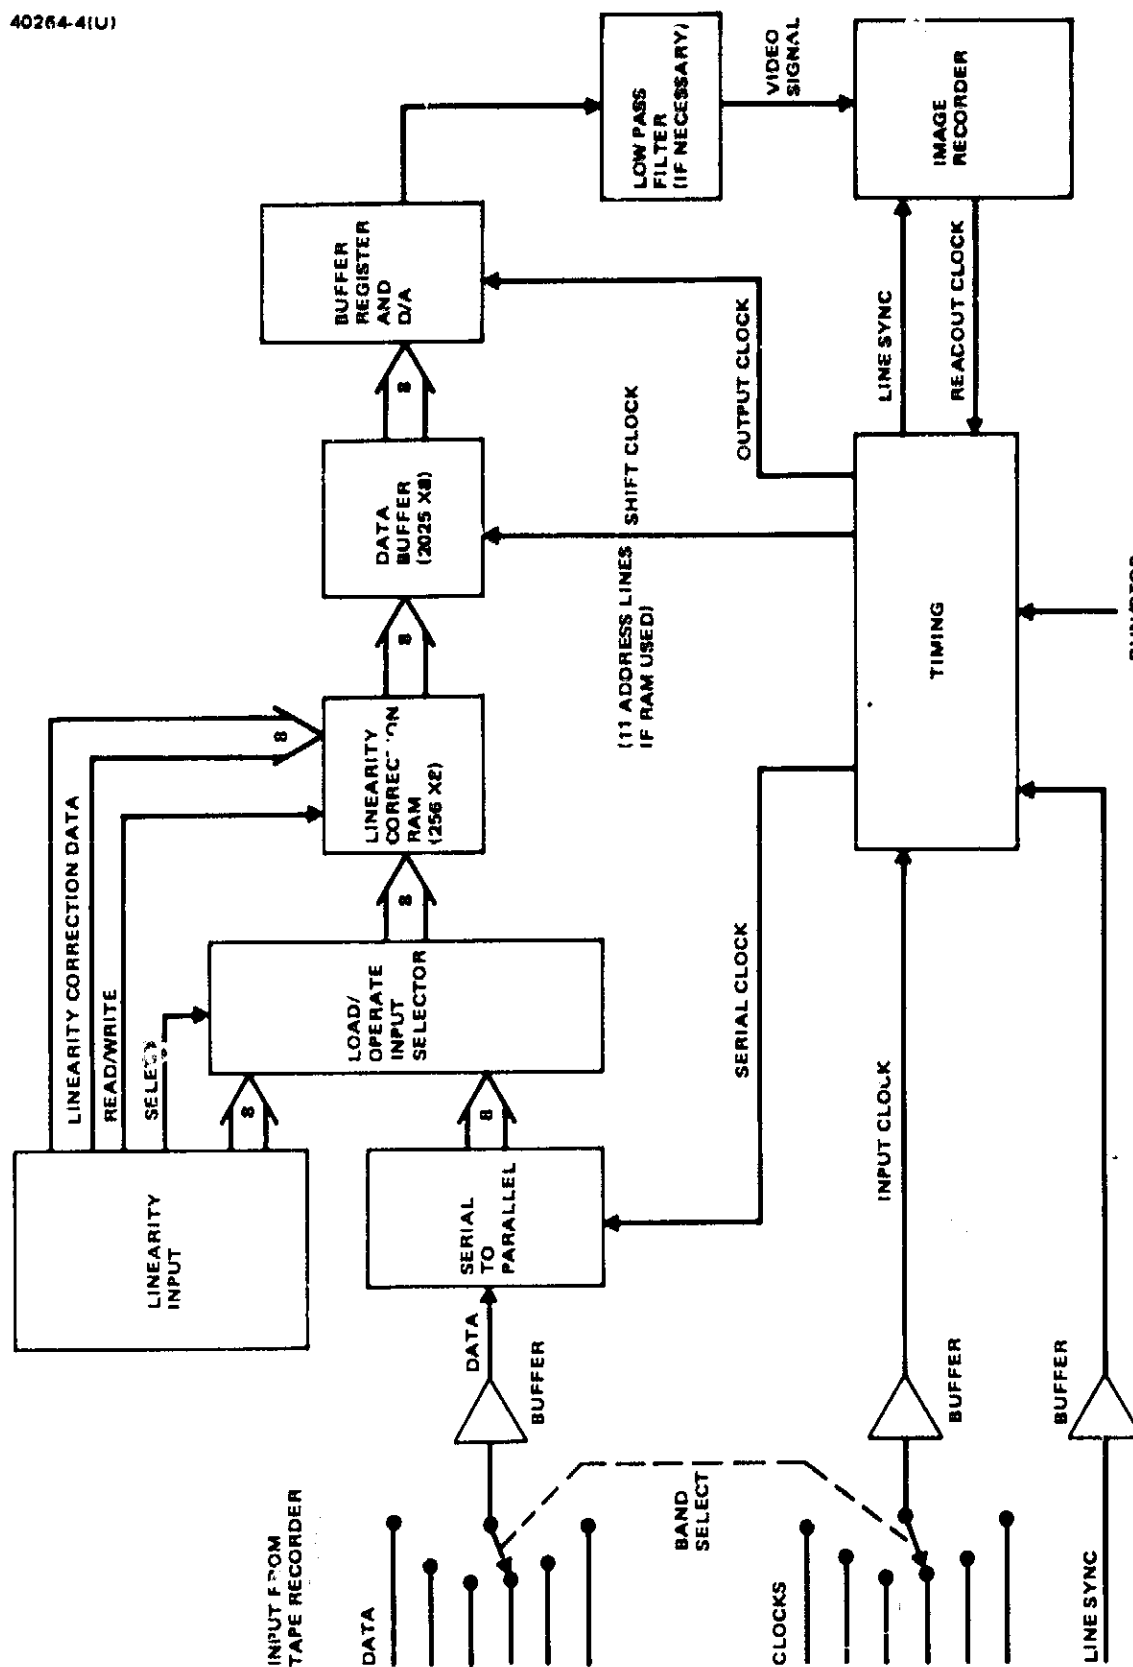 40264-4(U)
INPUT FROM
TAPE RECORDER
DATA
CLOCKS
LINE SYNC
BAND
SELECT
BUFFER
BUFFER
BUFFER
DATA
LINEARITY
INPUT
SERIAL
TO
PARALLEL
INPUT CLOCK
SERIAL CLOCK
SELECT
READ/WRITE
LINEARITY CORRECTION DATA
8
8
LOAD/
OPERATE
INPUT
SELECTOR
8
8
LINEARITY
CORRECTION
RAM
(256 X2)
8
DATA
BUFFER
(2025 X8)
8
(11 ADDRESS LINES
IF RAM USED)
SHIFT CLOCK
OUTPUT CLOCK
TIMING
BUFFER
REGISTER
AND
D/A
LINE SYNC
READOUT CLOCK
LOW PASS
FILTER
(IF NECESSARY)
VIDEO
SIGNAL
IMAGE
RECORDER